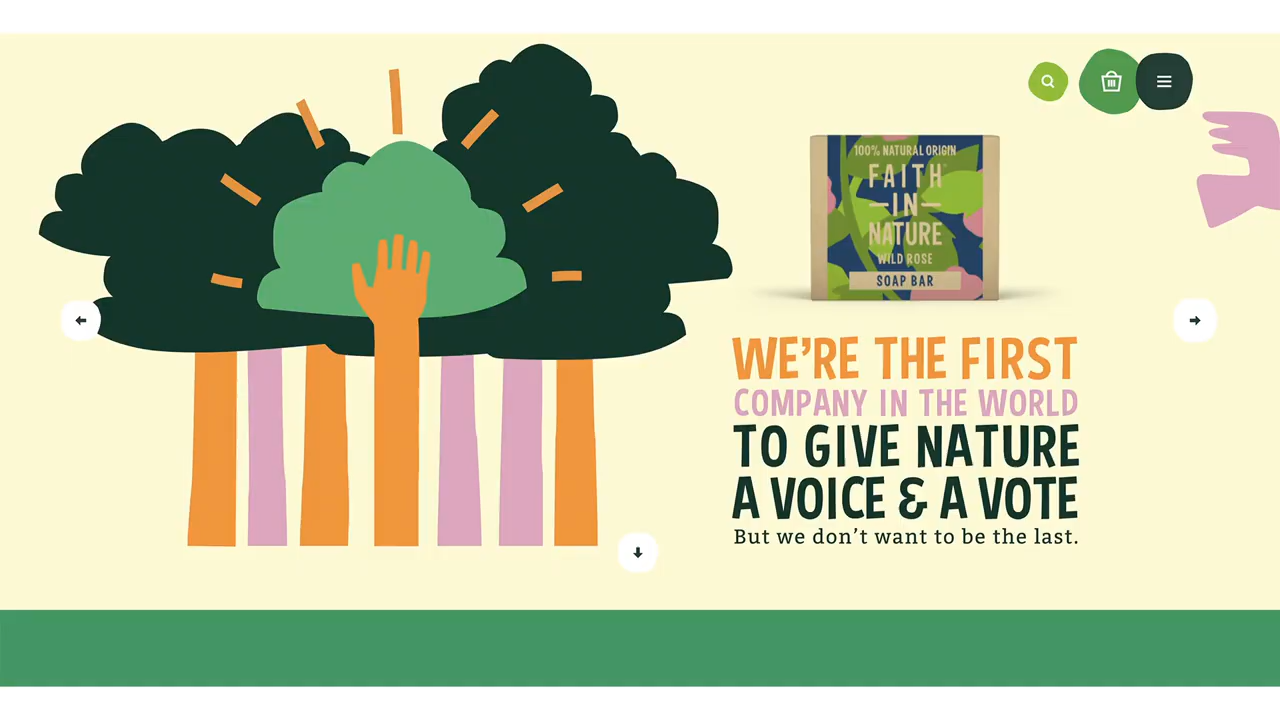 100% NATURAL ORIGIN
FAITH
IN
NATURE
WILD ROSE
SOAP BAR
WE'RE THE FIRST
COMPANY IN THE WORLD
TO GIVE NATURE
A VOICE & A VOTE
But we don't want to be the last.